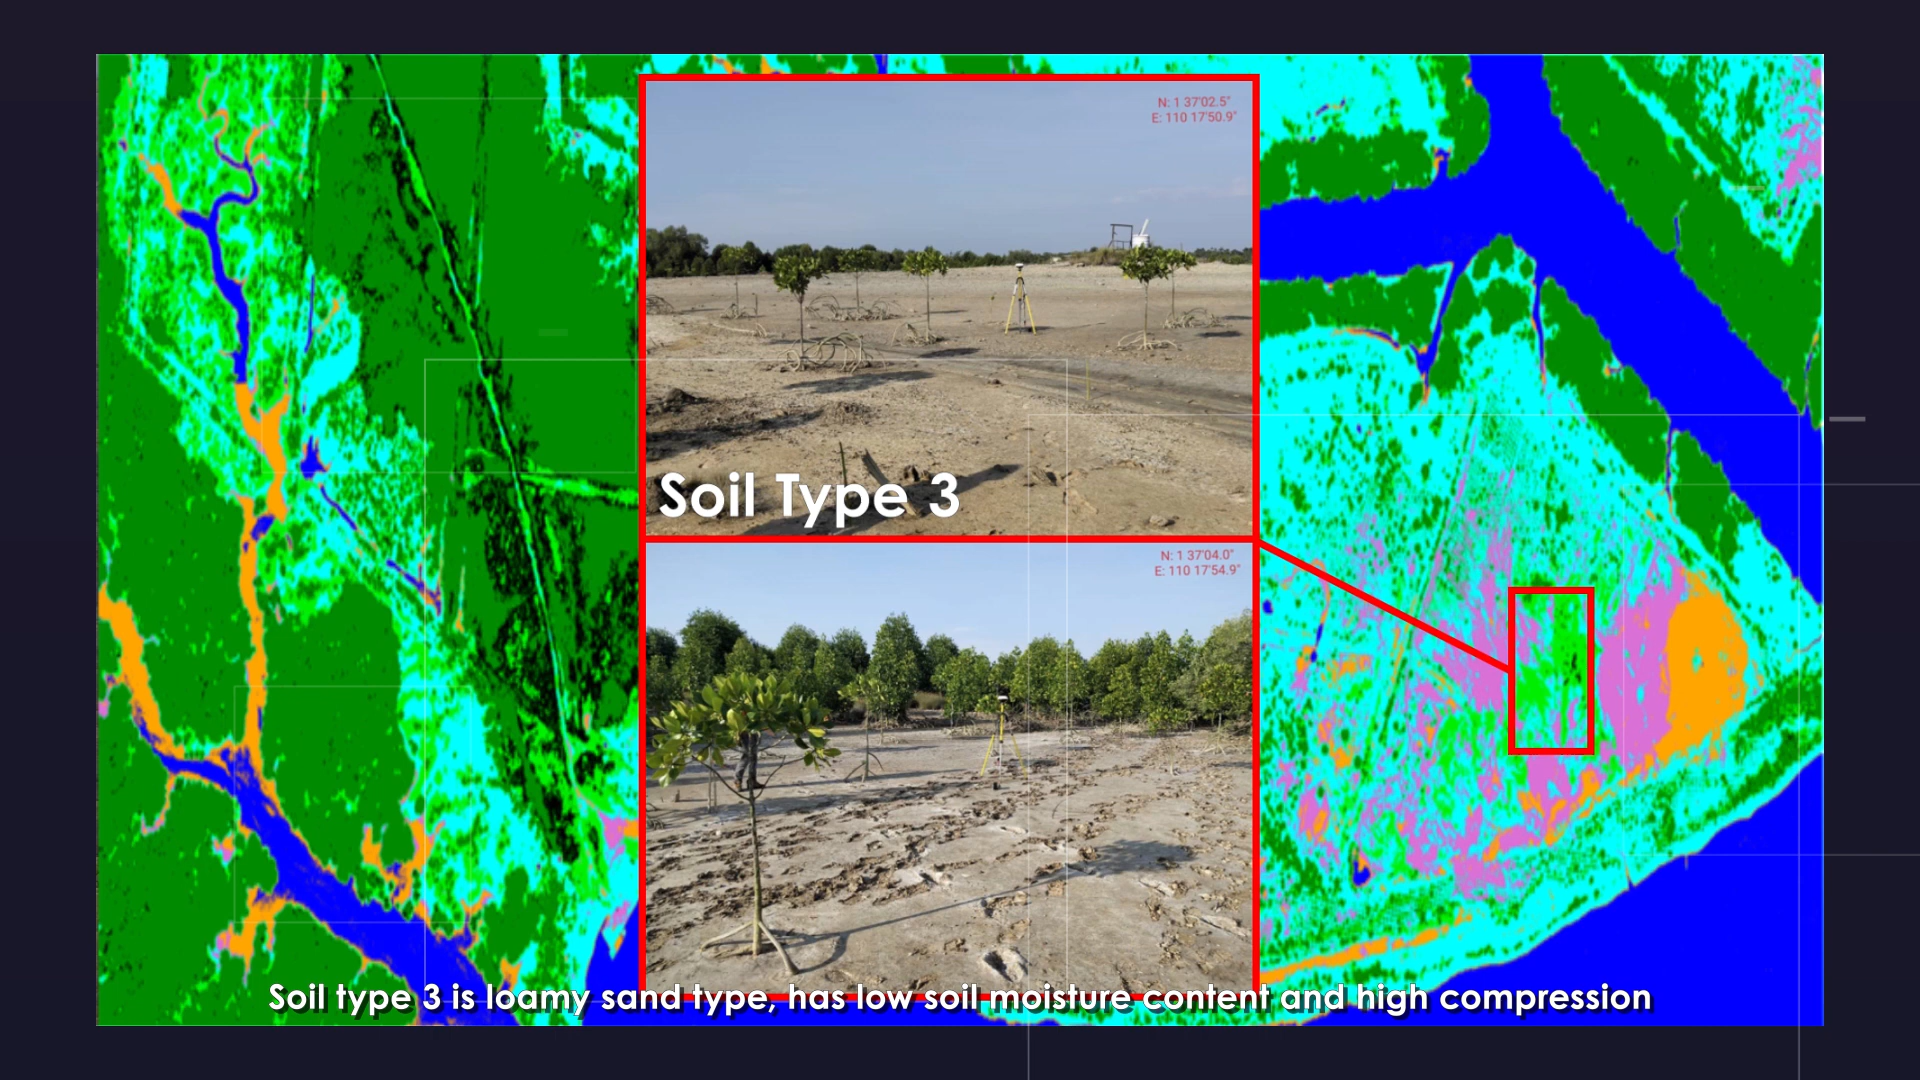 N: 1 37'02.5"
E: 110 17'50.9"
Soil Type 3
N: 1 37'04.0"
E: 110 17'54.9"
Soil type 3 is loamy sand type, has low soil moisture content and high compression